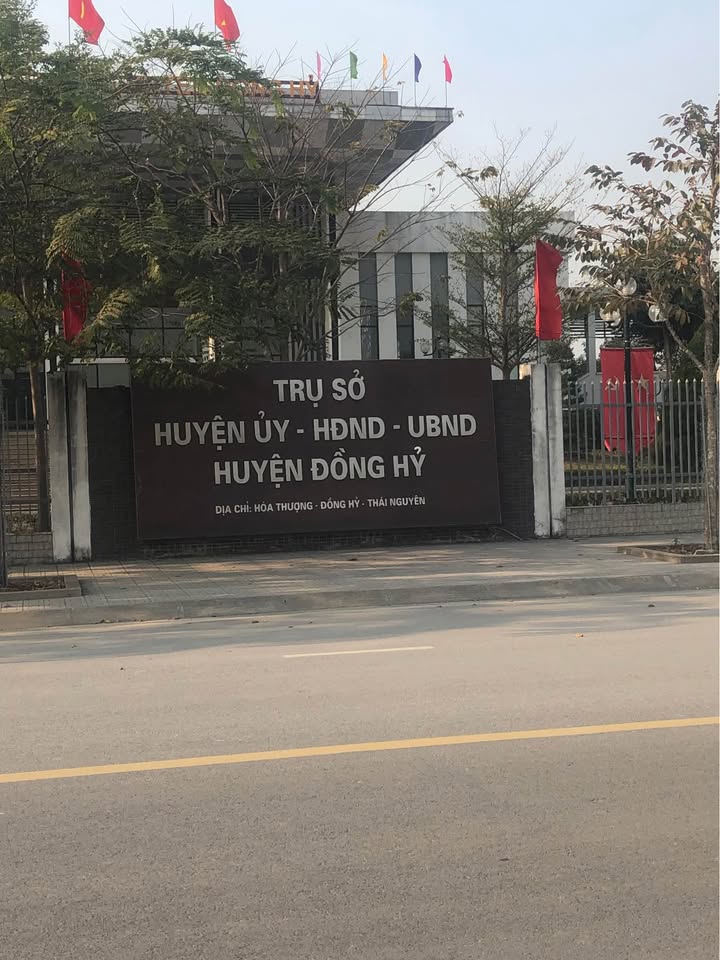 TRỤ SỞ
HUYỆN ỦY - HĐND - UBND
HUYỆN ĐỒNG HỶ
ĐỊA CHỈ: HÓA THƯỢNG - ĐỒNG HỶ - THÁI NGUYÊN